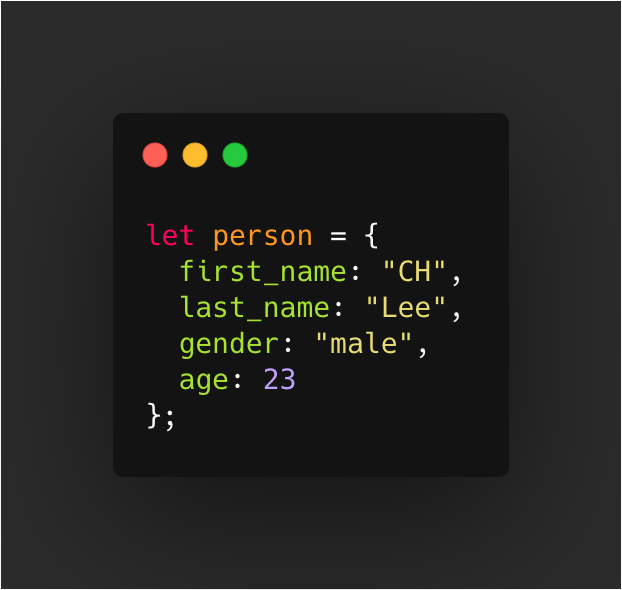 let person = {
  first_name: "CH",
  last_name: "Lee",
  gender: "male",
  age: 23
};